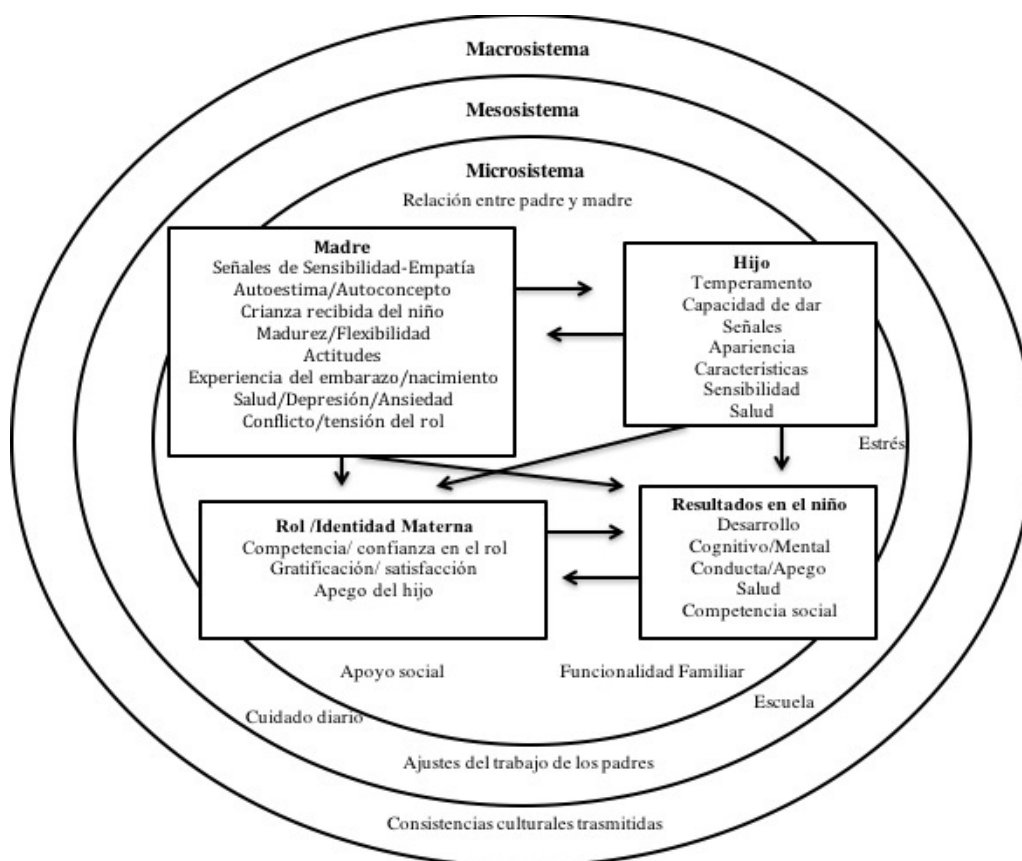 Macrosistema
Mesosistema
Microsistema
Relación entre padre y madre
Madre
Señales de Sensibilidad-Empatía
Autoestima/Autoconcepto
Crianza recibida del niño
Madurez/Flexibilidad
Actitudes
Experiencia del embarazo/nacimiento
Salud/Depresión/Ansiedad
Conflicto/tensión del rol
Hijo
Temperamento
Capacidad de dar
Señales
Apariencia
Características
Sensibilidad
Salud
Estrés
Rol /Identidad Materna
Competencia/ confianza en el rol
Gratificación/ satisfacción
Apego del hijo
Resultados en el niño
Desarrollo
Cognitivo/Mental
Conducta/Apego
Salud
Competencia social
Apoyo social
Funcionalidad Familiar
Cuidado diario
Escuela
Ajustes del trabajo de los padres
Consistencias culturales trasmitidas